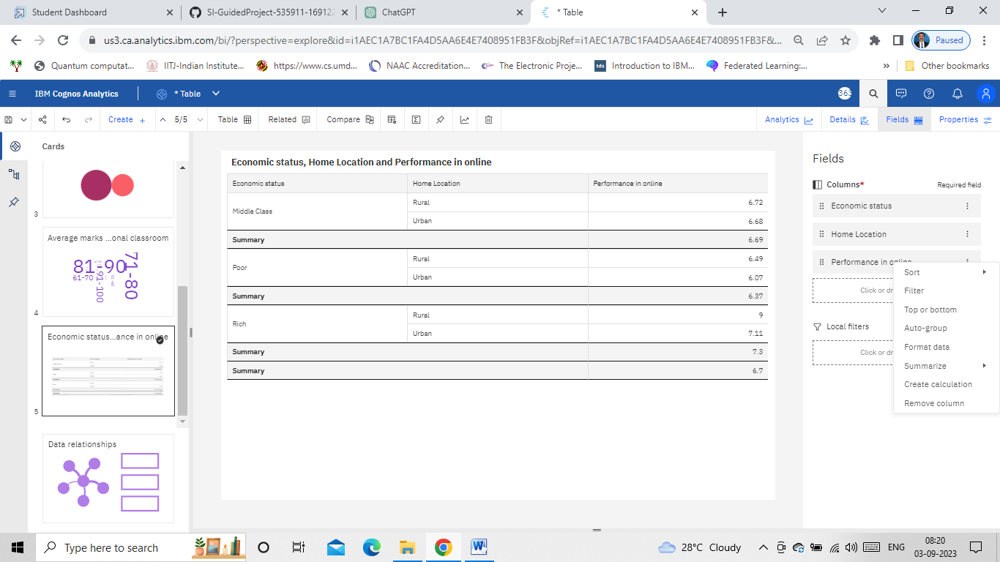 Student Dashboard
SI-GuidedProject-535911-169122
ChatGPT
* Table
us3.ca.analytics.ibm.com/bi/?perspective=explore&id=i1AEC1A7BC1FA4D5AA6E4E7408951FB3F&objRef=i1AEC1A7BC1FA4D5AA6E4E7408951FB3F&...
Paused
Quantum computat...
IITJ-Indian Institute...
https://www.cs.umd...
NAAC Accreditation...
The Electronic Proje...
tds
Introduction to IBM...
Federated Learning:...
»
Other bookmarks
IBM Cognos Analytics
* Table
363
Create +
5/5
Table
Related
Compare
Analytics
Details
Fields
Properties
Cards
3
Average marks ...onal classroom
81-90
71-80
61-70
91-100
4
Economic status...ance in online
5
Data relationships
Economic status, Home Location and Performance in online
Economic status Home Location Performance in online
Middle Class Rural 6.72
Urban 6.68
Summary 6.69
Poor Rural 6.49
Urban 6.07
Summary 6.37
Rich Rural 9
Urban 7.11
Summary 7.3
Summary 6.7
Fields
Columns* Required field
Economic status
Home Location
Performance in online
Click or dr
Local filters
Click or dr
Sort
Filter
Top or bottom
Auto-group
Format data
Summarize
Create calculation
Remove column
Type here to search
28°C Cloudy
ENG
08:20
03-09-2023